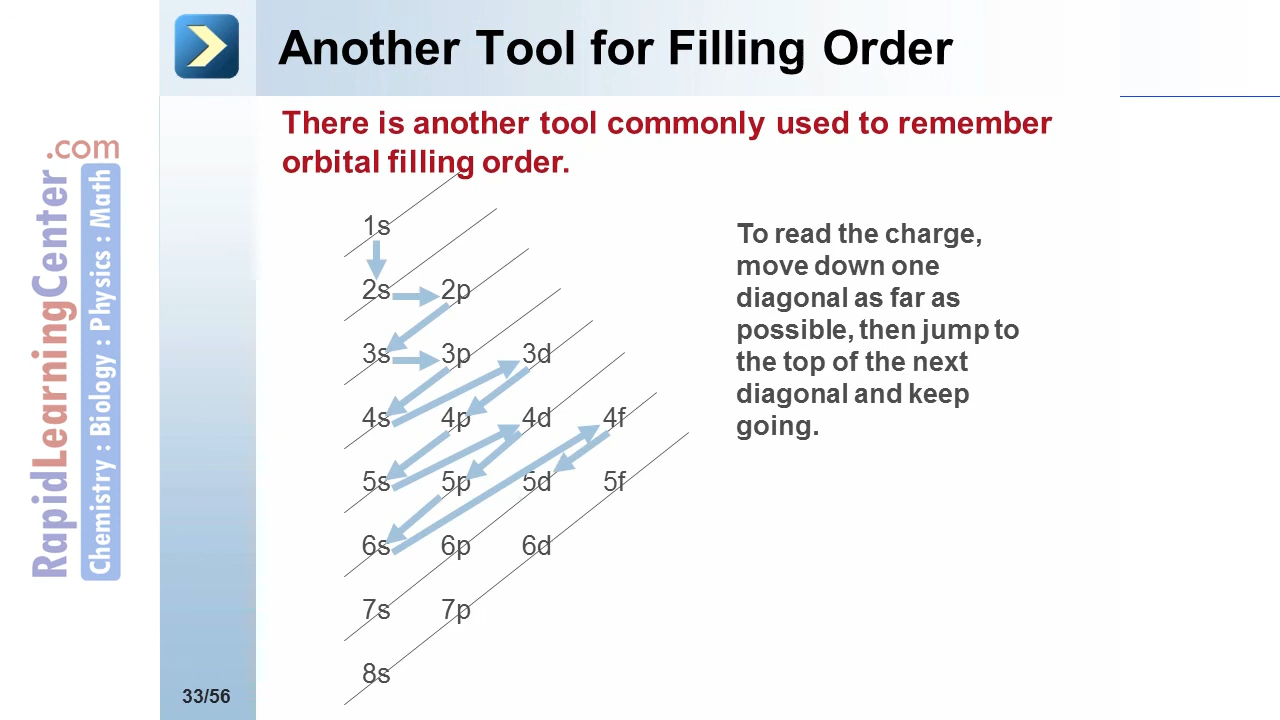 Another Tool for Filling Order
There is another tool commonly used to remember
orbital filling order.
1s
2s 2p
3s 3p 3d
4s 4p 4d 4f
5s 5p 5d 5f
6s 6p 6d
7s 7p
8s
To read the charge,
move down one
diagonal as far as
possible, then jump to
the top of the next
diagonal and keep
going.
RapidLearningCenter.com
Chemistry : Biology : Physics : Math
33/56